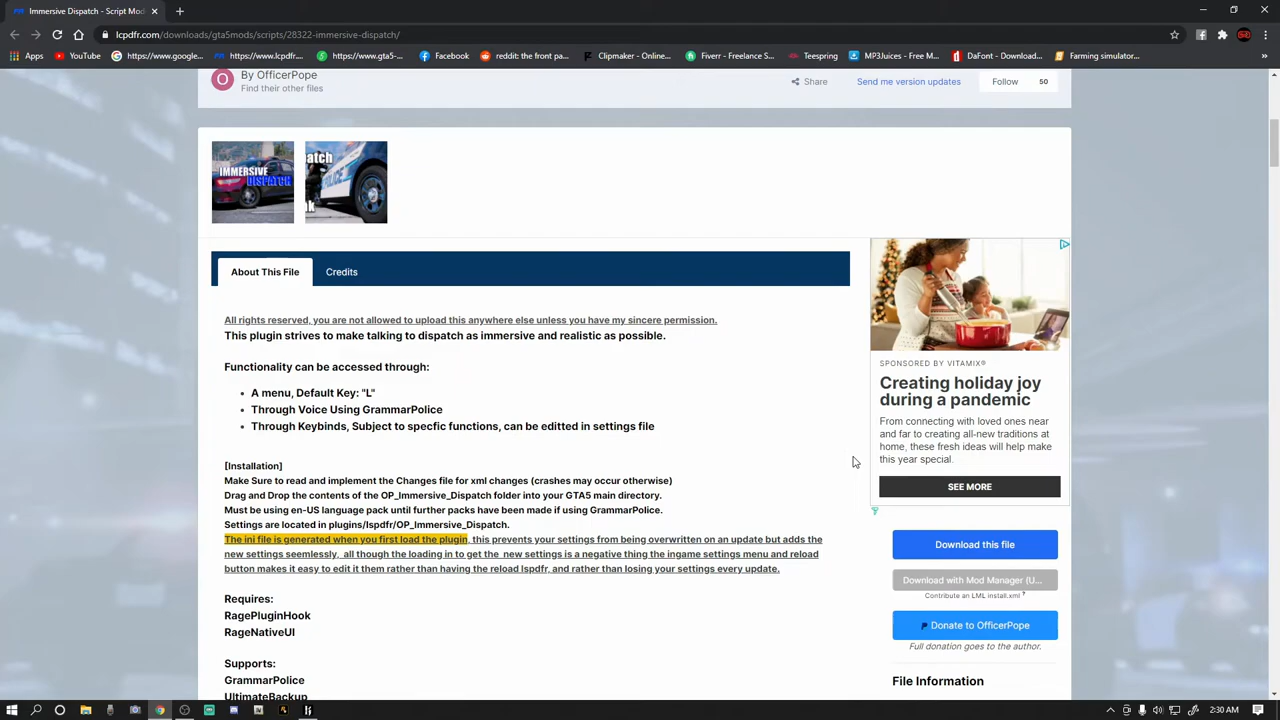 Immersive Dispatch - Script Mod
lcpdfr.com/downloads/gta5mods/scripts/28322-immersive-dispatch/
Apps
YouTube
https://www.google...
https://www.gta5-...
Facebook
reddit: the front pa...
Clipmaker - Online...
Fiverr - Freelance S...
Teespring
MP3Juices - Free M...
DaFont - Download...
Farming simulator...
By OfficerPope
Find their other files
Share
Send me version updates
Follow 50
IMMERSIVE
DISPATCH
atch
POLICE
About This File
Credits
All rights reserved, you are not allowed to upload this anywhere else unless you have my sincere permission.
This plugin strives to make talking to dispatch as immersive and realistic as possible.
Functionality can be accessed through:
A menu, Default Key: "L"
Through Voice Using GrammarPolice
Through Keybinds, Subject to specfic functions, can be editted in settings file
[Installation]
Make Sure to read and implement the Changes file for xml changes (crashes may occur otherwise)
Drag and Drop the contents of the OP_Immersive_Dispatch folder into your GTA5 main directory.
Must be using en-US language pack until further packs have been made if using GrammarPolice.
Settings are located in plugins/lspdfr/OP_Immersive_Dispatch.
The ini file is generated when you first load the plugin, this prevents your settings from being overwritten on an update but adds the
new settings seemlessly, all though the loading in to get the new settings is a negative thing the ingame settings menu and reload
button makes it easy to edit it them rather than having the reload lspdfr, and rather than losing your settings every update.
Requires:
RagePluginHook
RageNativeUI
Supports:
GrammarPolice
UltimateBackup
SPONSORED BY VITAMIX®
Creating holiday joy
during a pandemic
From connecting with loved ones near
and far to creating all-new traditions at
home, these fresh ideas will help make
this year special.
SEE MORE
Download this file
Download with Mod Manager (U...
Contribute an LML install.xml ?
Donate to OfficerPope
Full donation goes to the author.
File Information
2:30 AM